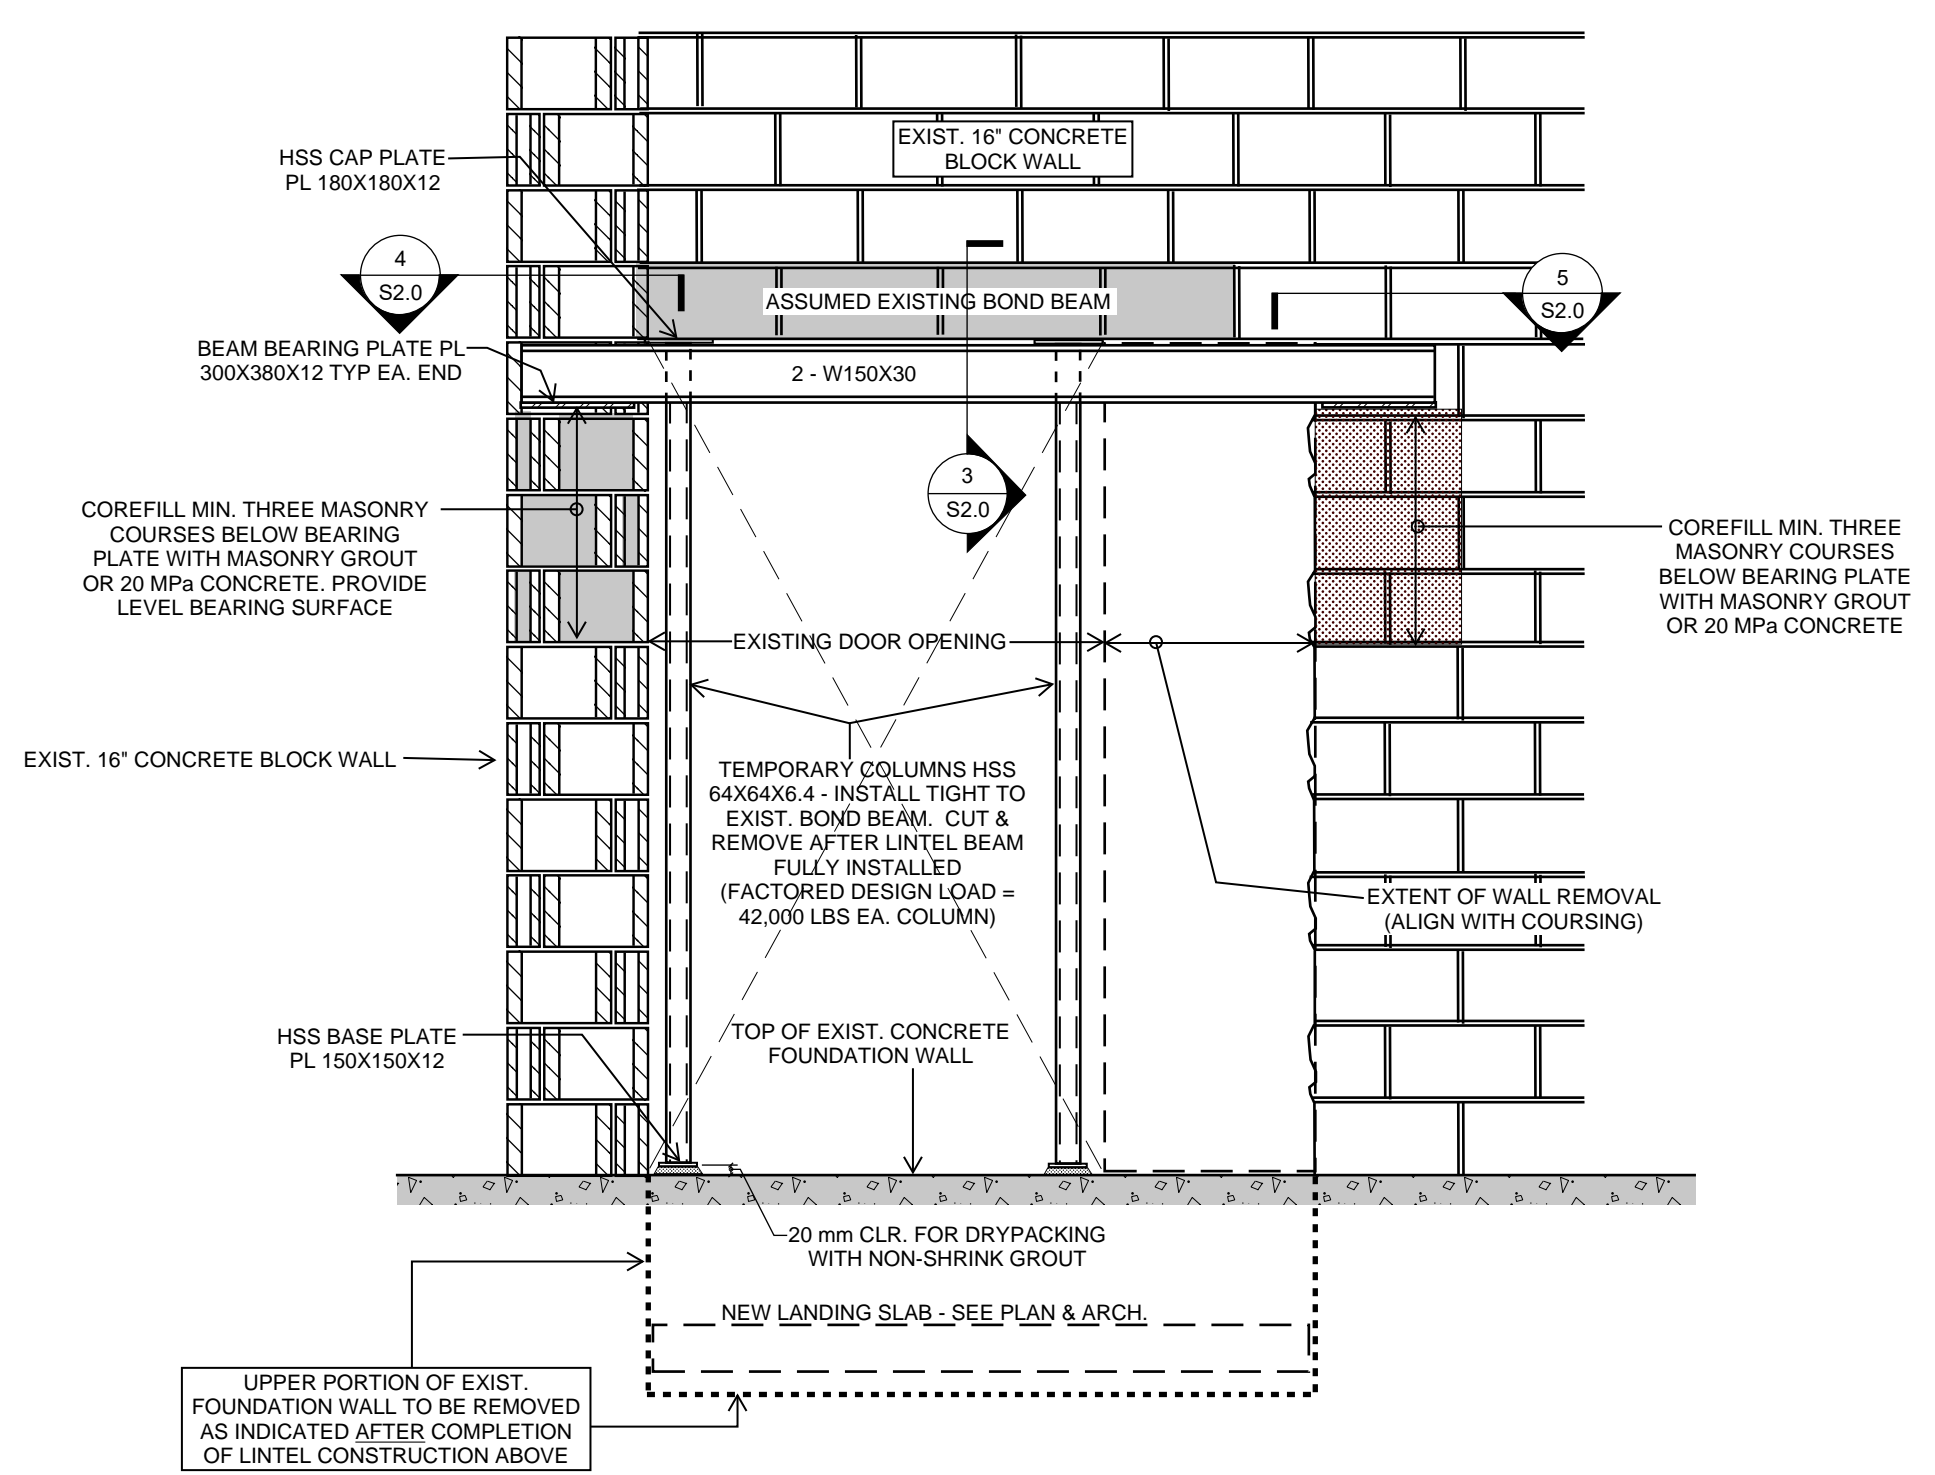 EXIST. 16" CONCRETE
BLOCK WALL
HSS CAP PLATE
PL 180X180X12
4
S2.0
5
S2.0
ASSUMED EXISTING BOND BEAM
BEAM BEARING PLATE PL
300X380X12 TYP EA. END
2 - W150X30
3
S2.0
COREFILL MIN. THREE MASONRY
COURSES BELOW BEARING
PLATE WITH MASONRY GROUT
OR 20 MPa CONCRETE. PROVIDE
LEVEL BEARING SURFACE
COREFILL MIN. THREE
MASONRY COURSES
BELOW BEARING PLATE
WITH MASONRY GROUT
OR 20 MPa CONCRETE
EXISTING DOOR OPENING
EXIST. 16" CONCRETE BLOCK WALL
TEMPORARY COLUMNS HSS
64X64X6.4 - INSTALL TIGHT TO
EXIST. BOND BEAM. CUT &
REMOVE AFTER LINTEL BEAM
FULLY INSTALLED
(FACTORED DESIGN LOAD =
42,000 LBS EA. COLUMN)
EXTENT OF WALL REMOVAL
(ALIGN WITH COURSING)
HSS BASE PLATE
PL 150X150X12
TOP OF EXIST. CONCRETE
FOUNDATION WALL
20 mm CLR. FOR DRYPACKING
WITH NON-SHRINK GROUT
NEW LANDING SLAB - SEE PLAN & ARCH.
UPPER PORTION OF EXIST.
FOUNDATION WALL TO BE REMOVED
AS INDICATED AFTER COMPLETION
OF LINTEL CONSTRUCTION ABOVE